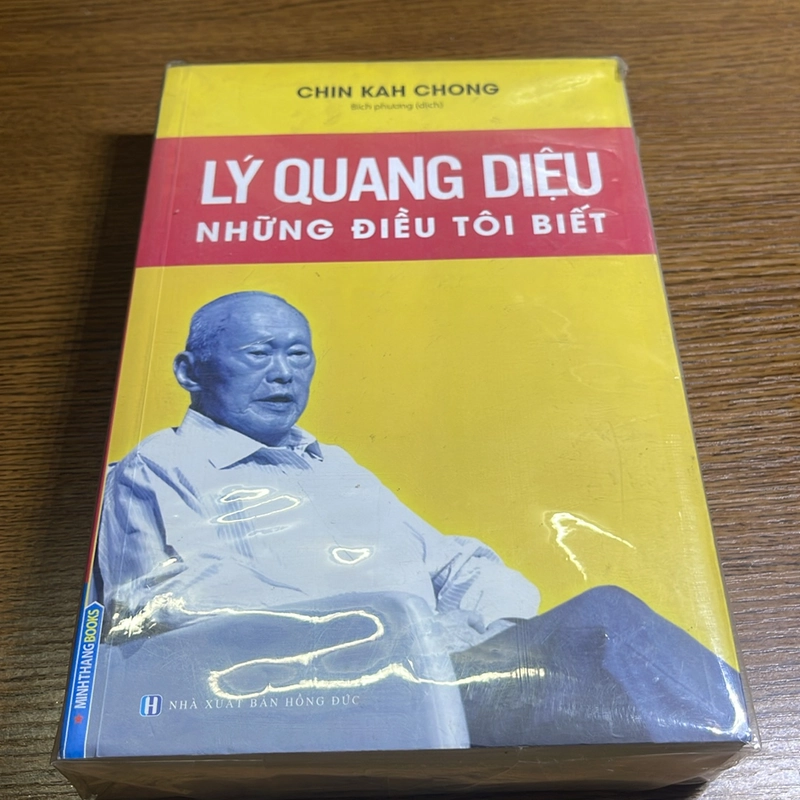 CHIN KAH CHONG
Bích phương (dịch)
LÝ QUANG DIỆU
NHỮNG ĐIỀU TÔI BIẾT
MINHTHANGBOOKS
H NHÀ XUẤT BẢN HỒNG ĐỨC